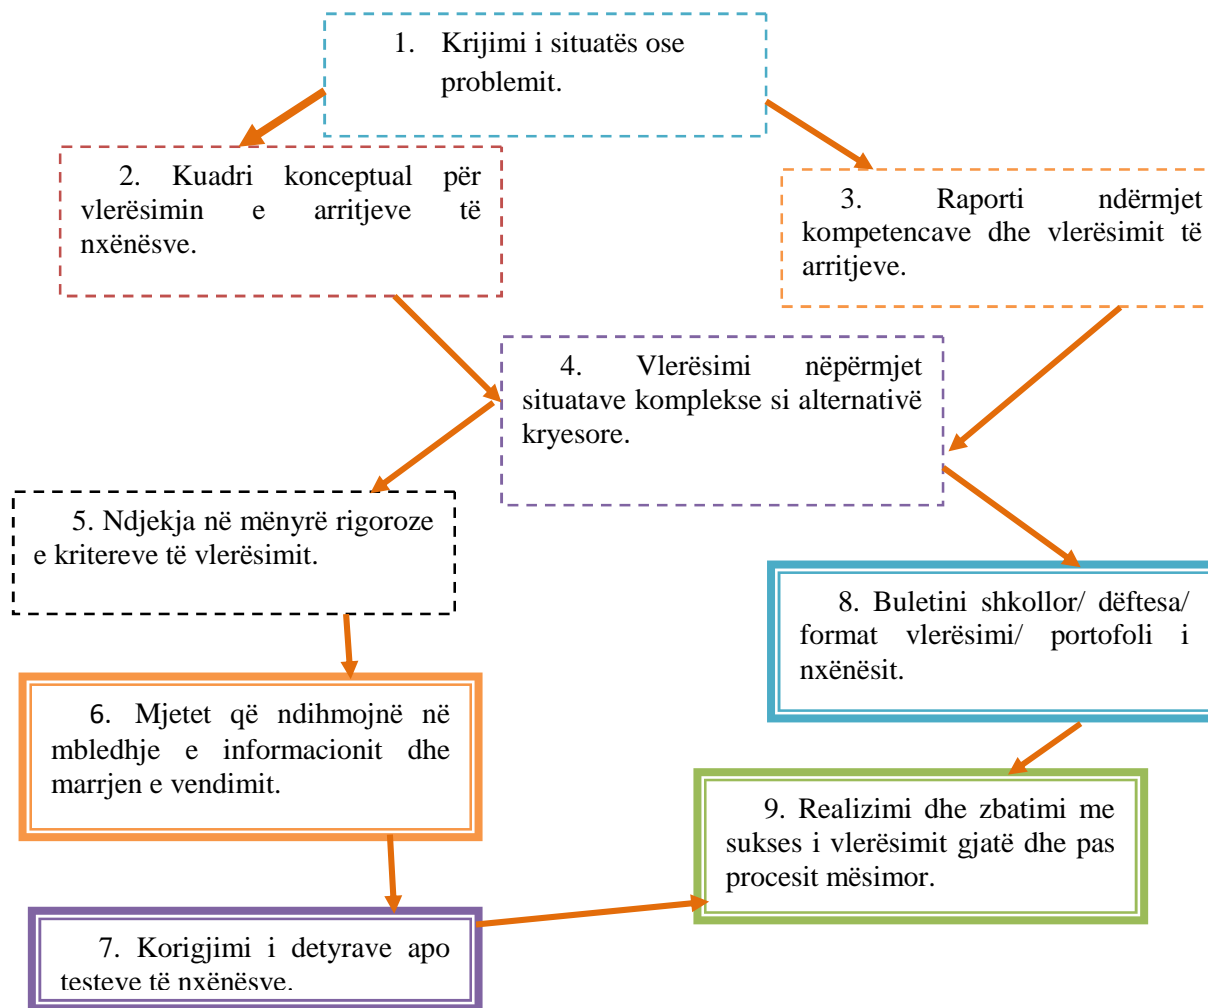 1. Krijimi i situatës ose
problemit.
2. Kuadri konceptual për
vlerësimin e arritjeve të
nxënësve.
3. Raporti ndërmjet
kompetencave dhe vlerësimit të
arritjeve.
4. Vlerësimi nëpërmjet
situatave komplekse si alternativë
kryesore.
5. Ndjekja në mënyrë rigoroze
e kritereve të vlerësimit.
8. Buletini shkollor/ dëftesa/
format vlerësimi/ portofoli i
nxënësit.
6. Mjetet që ndihmojnë në
mbledhje e informacionit dhe
marrjen e vendimit.
9. Realizimi dhe zbatimi me
sukses i vlerësimit gjatë dhe pas
procesit mësimor.
7. Korigjimi i detyrave apo
testeve të nxënësve.